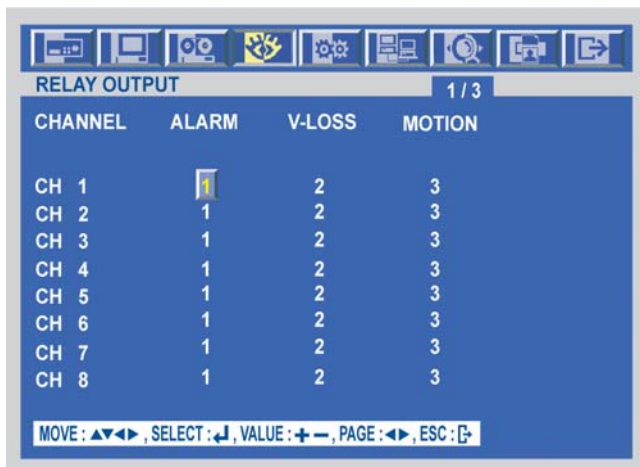 RELAY OUTPUT 1 / 3
CHANNEL ALARM V-LOSS MOTION
CH 1 1 2 3
CH 2 1 2 3
CH 3 1 2 3
CH 4 1 2 3
CH 5 1 2 3
CH 6 1 2 3
CH 7 1 2 3
CH 8 1 2 3
MOVE : ▲▼◀▶ , SELECT : ↵ , VALUE : + – , PAGE : ◀▶ , ESC :